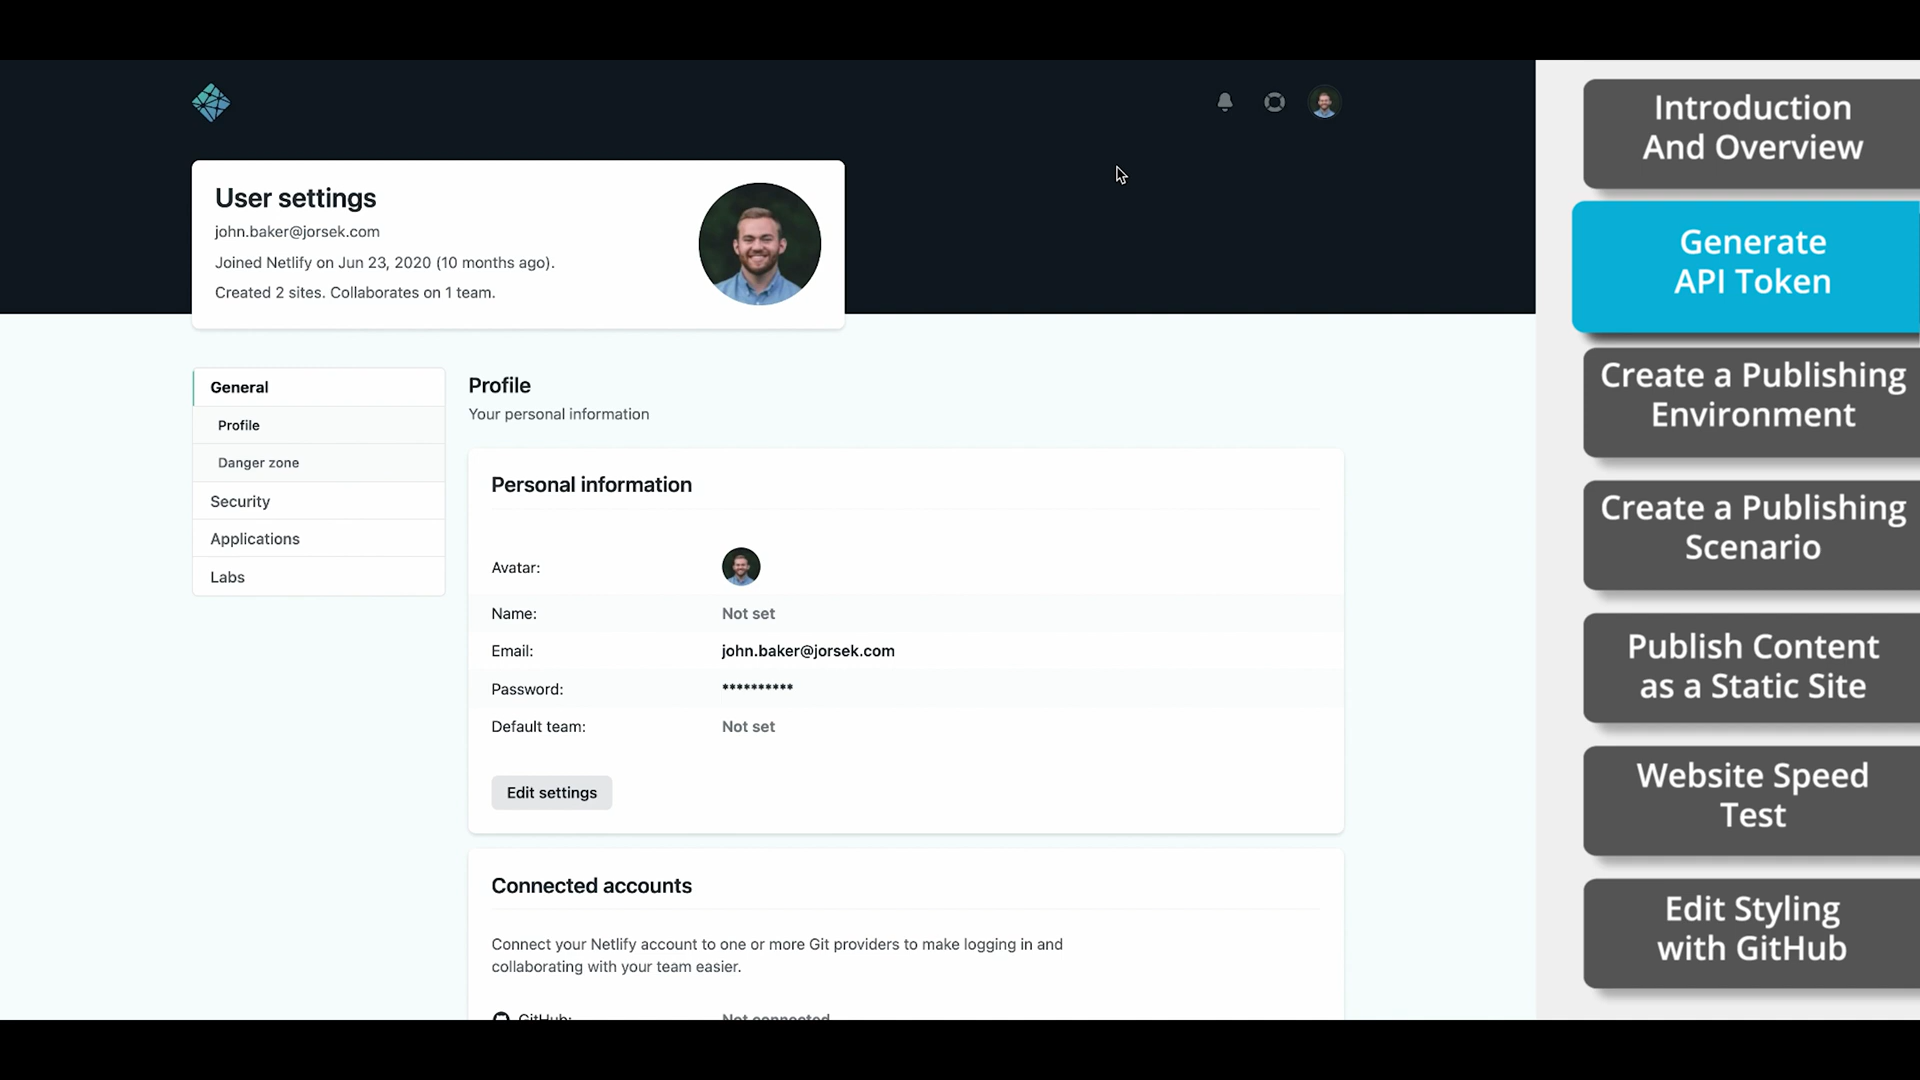 User settings
john.baker@jorsek.com
Joined Netlify on Jun 23, 2020 (10 months ago).
Created 2 sites. Collaborates on 1 team.
General
Profile
Danger zone
Security
Applications
Labs
Profile
Your personal information
Personal information
Avatar:
Name: Not set
Email: john.baker@jorsek.com
Password: **********
Default team: Not set
Edit settings
Connected accounts
Connect your Netlify account to one or more Git providers to make logging in and
collaborating with your team easier.
GitHub: Not connected
Introduction
And Overview
Generate
API Token
Create a Publishing
Environment
Create a Publishing
Scenario
Publish Content
as a Static Site
Website Speed
Test
Edit Styling
with GitHub